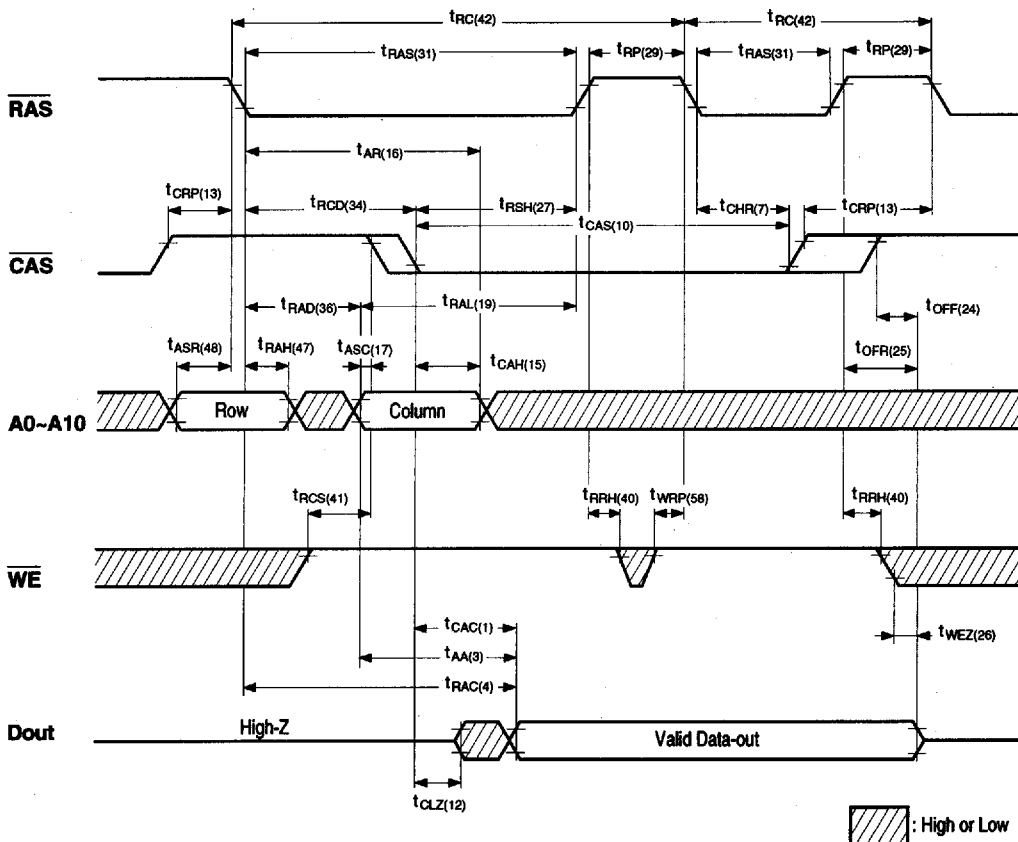 tRC(42) tRC(42)
tRAS(31) tRP(29) tRAS(31) tRP(29)
RAS
tAR(16)
tCRP(13) tRCD(34) tRSH(27) tCHR(7) tCRP(13)
tCAS(10)
CAS
tRAD(36) tRAL(19) tOFF(24)
tASR(48) tRAH(47) tASC(17) tCAH(15) tOFR(25)
A0~A10 Row Column
tRCS(41) tRRH(40) tWRP(58) tRRH(40)
WE
tCAC(1) tWEZ(26)
tAA(3)
tRAC(4)
Dout High-Z Valid Data-out
tCLZ(12)
: High or Low